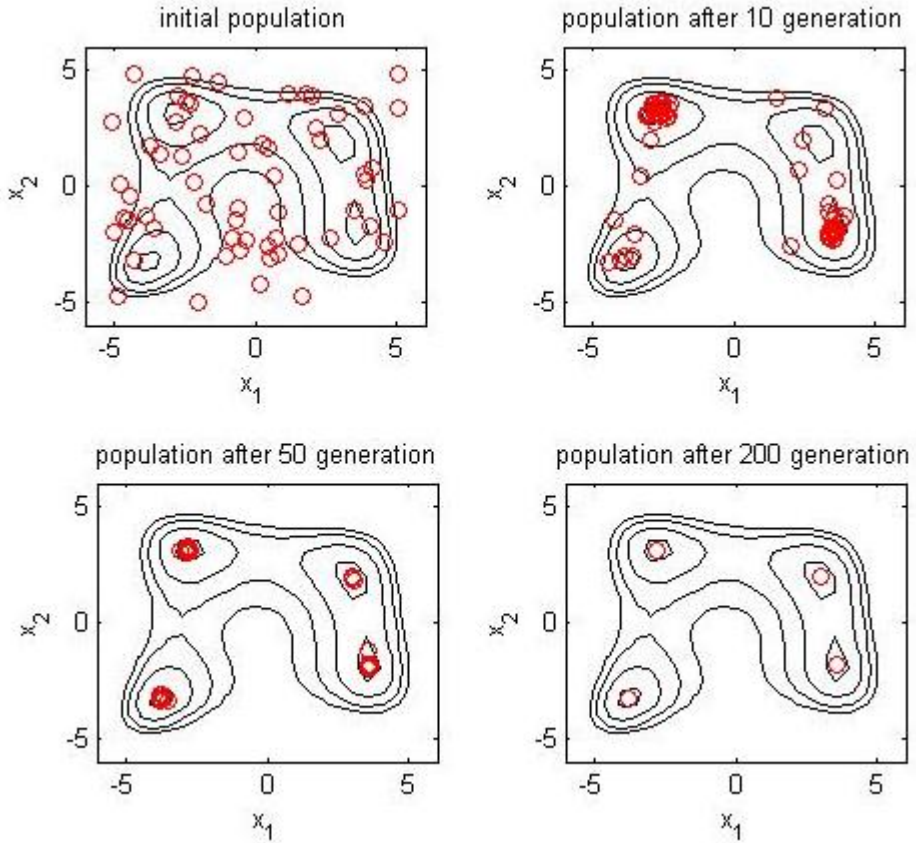 initial population
population after 10 generation
5
0
-5
x2
-5 0 5
x1
5
0
-5
x2
-5 0 5
x1
population after 50 generation
population after 200 generation
5
0
-5
x2
-5 0 5
x1
5
0
-5
x2
-5 0 5
x1